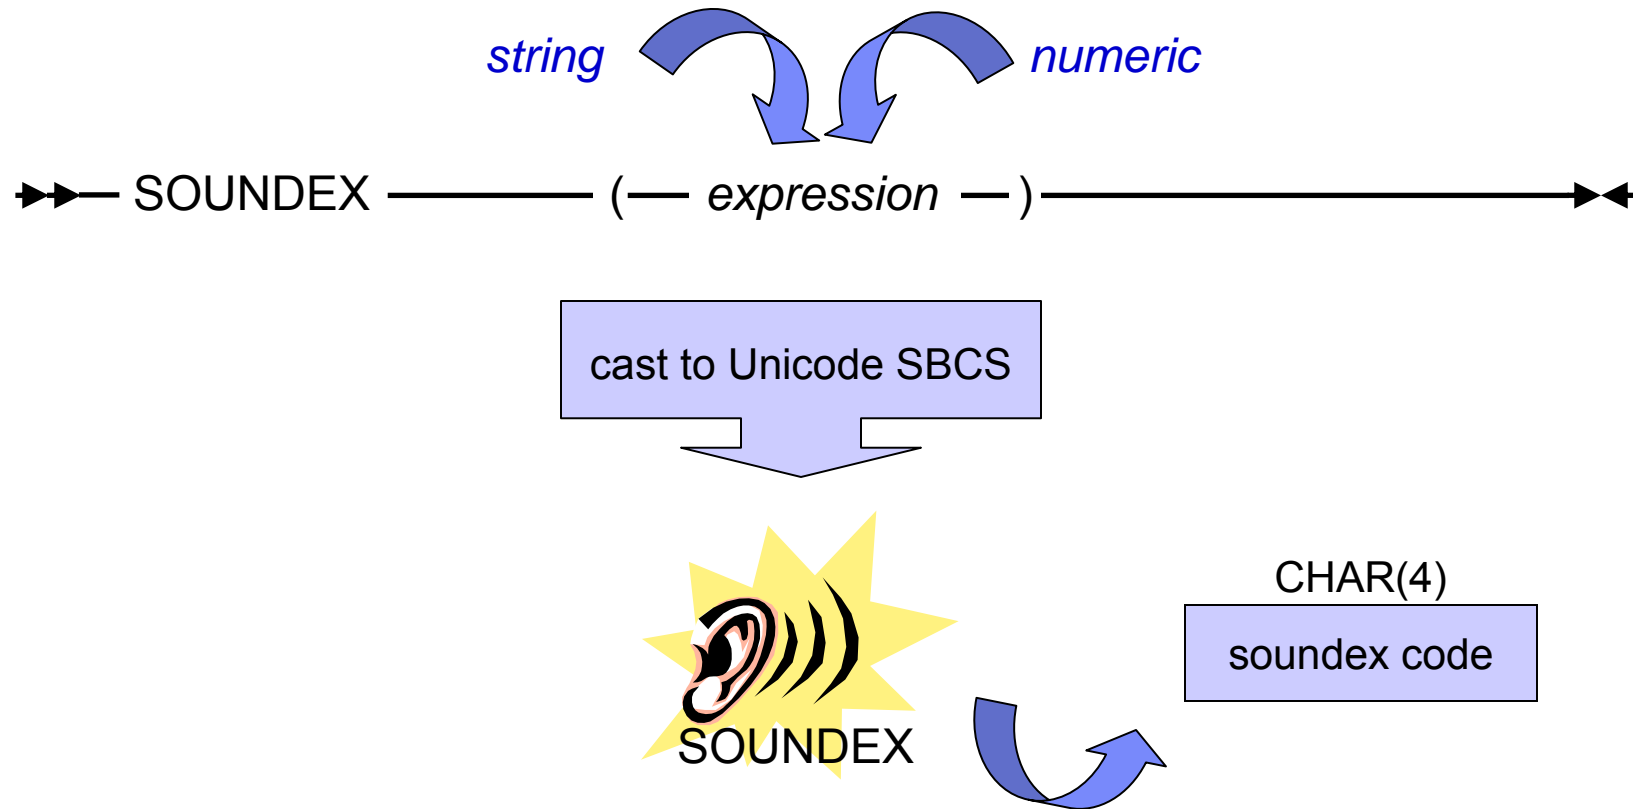 string numeric
SOUNDEX ( expression )
cast to Unicode SBCS
CHAR(4)
soundex code
SOUNDEX